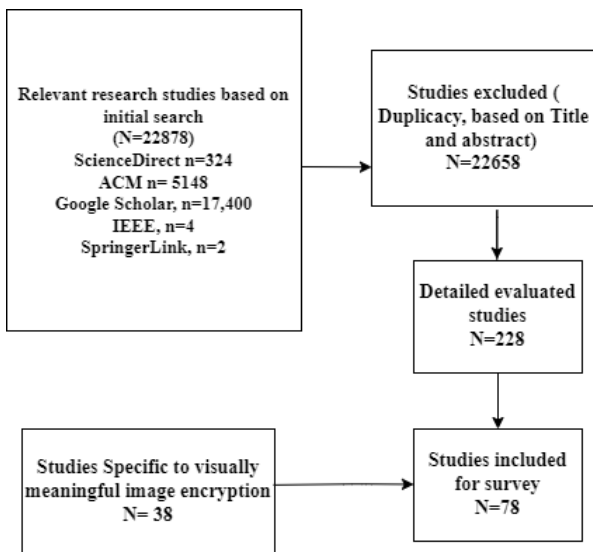 Relevant research studies based on
initial search
(N=22878)
ScienceDirect n=324
ACM n= 5148
Google Scholar, n=17,400
IEEE, n=4
SpringerLink, n=2
Studies excluded (
Duplicacy, based on Title
and abstract)
N=22658
Detailed evaluated
studies
N=228
Studies Specific to visually
meaningful image encryption
N= 38
Studies included
for survey
N=78